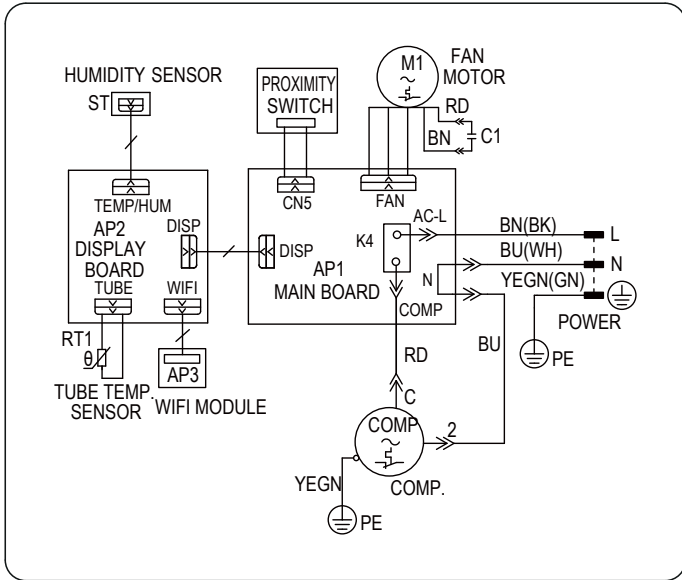 HUMIDITY SENSOR
ST
PROXIMITY
SWITCH
M1
FAN
MOTOR
RD
BN
C1
TEMP/HUM
AP2
DISPLAY
BOARD
DISP
TUBE
WIFI
CN5
FAN
DISP
AP1
MAIN BOARD
K4
AC-L
N
COMP
BN(BK)
L
BU(WH)
N
YEGN(GN)
POWER
PE
RT1
θ
TUBE TEMP.
SENSOR
AP3
WIFI MODULE
RD
BU
C
COMP
2
COMP.
YEGN
PE